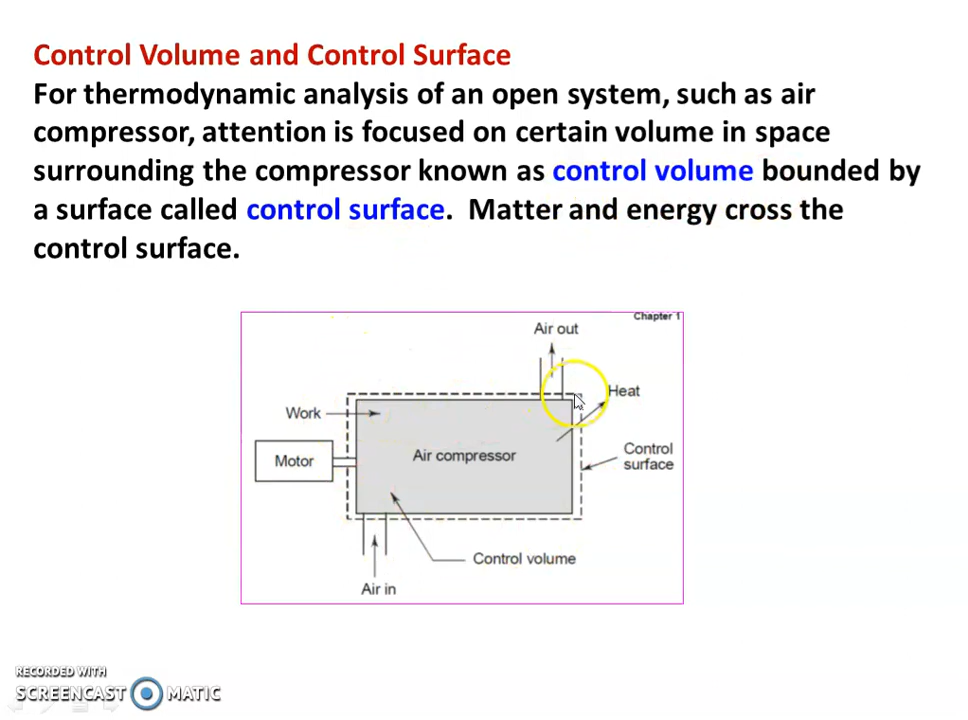 Control Volume and Control Surface
For thermodynamic analysis of an open system, such as air
compressor, attention is focused on certain volume in space
surrounding the compressor known as control volume bounded by
a surface called control surface.  Matter and energy cross the
control surface.
Chapter 1
Air out
Heat
Work
Control
surface
Motor
Air compressor
Control volume
Air in
RECORDED WITH
SCREENCAST MATIC